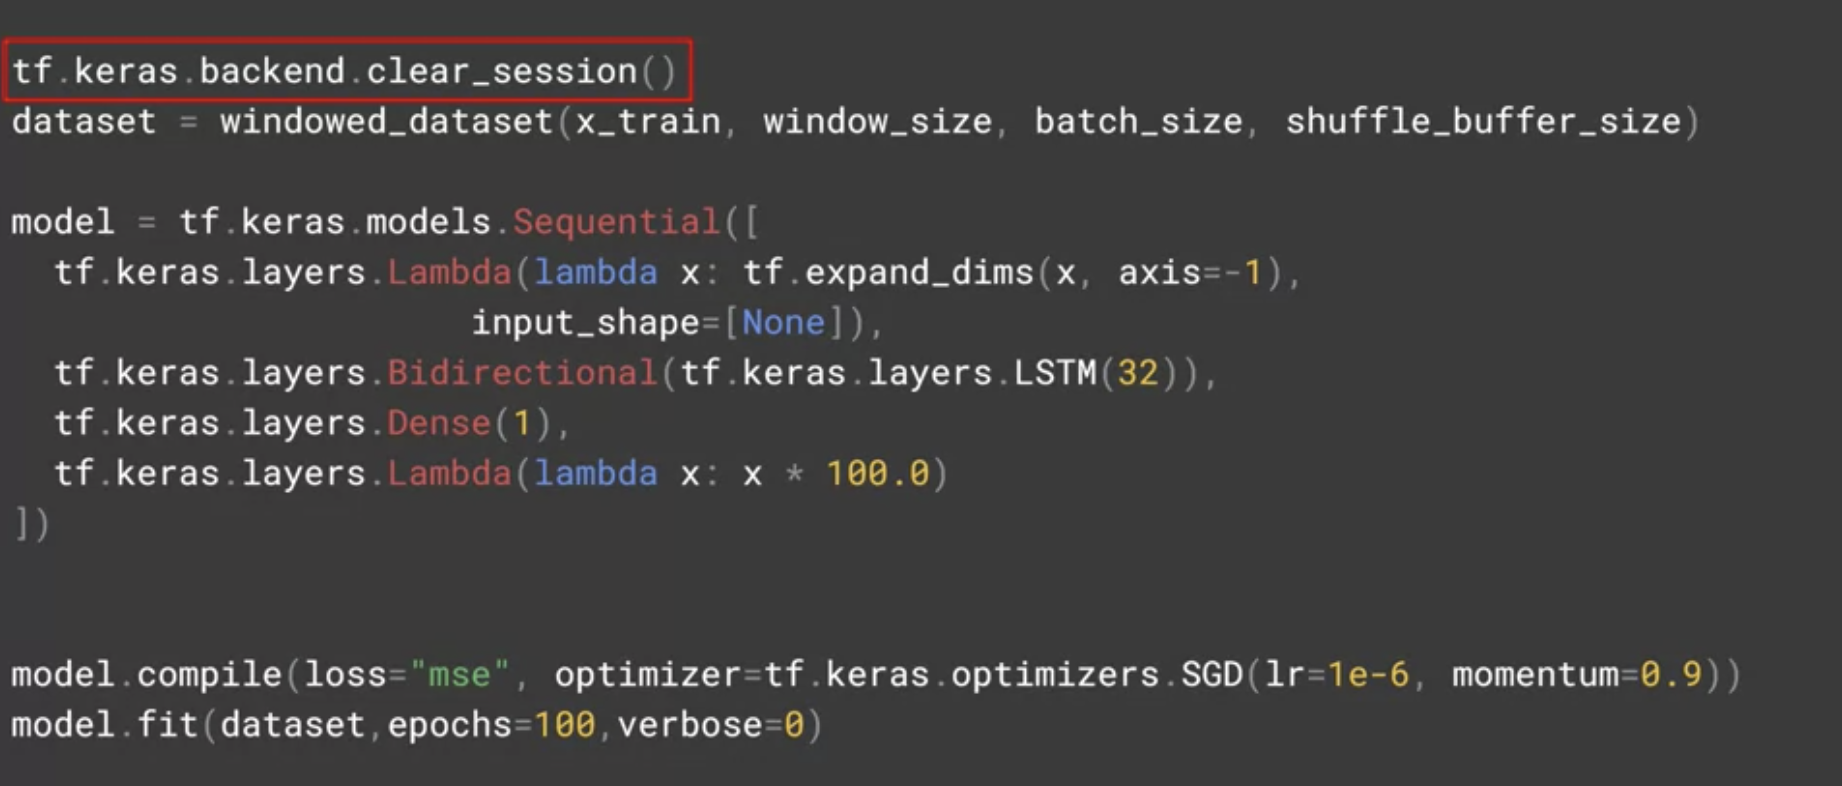 tf.keras.backend.clear_session()
dataset = windowed_dataset(x_train, window_size, batch_size, shuffle_buffer_size)
model = tf.keras.models.Sequential([
  tf.keras.layers.Lambda(lambda x: tf.expand_dims(x, axis=-1),
                      input_shape=[None]),
  tf.keras.layers.Bidirectional(tf.keras.layers.LSTM(32)),
  tf.keras.layers.Dense(1),
  tf.keras.layers.Lambda(lambda x: x * 100.0)
])
model.compile(loss="mse", optimizer=tf.keras.optimizers.SGD(lr=1e-6, momentum=0.9))
model.fit(dataset,epochs=100,verbose=0)